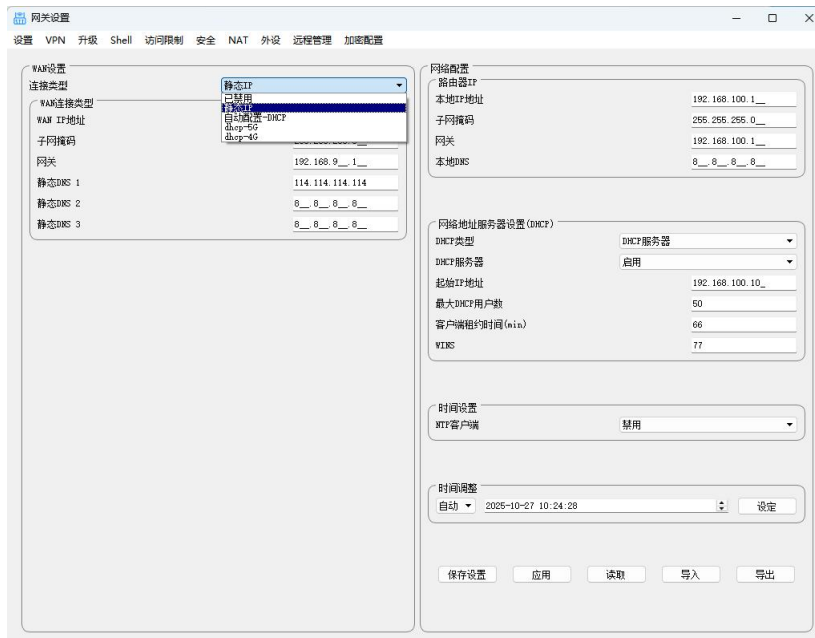 网关设置
设置 VPN 升级 Shell 访问限制 安全 NAT 外设 远程管理 加密配置
WAN设置
连接类型 静态IP
已禁用
静态IP
自动配置-DHCP
dhcp-5G
dhcp-4G
WAN连接类型
WAN IP地址
子网掩码
网关 192.168.9__.1__
静态DNS 1 114.114.114.114
静态DNS 2 8__.8__.8__.8__
静态DNS 3 8__.8__.8__.8__
网络配置
路由器IP
本地IP地址 192.168.100.1__
子网掩码 255.255.255.0__
网关 192.168.100.1__
本地DNS 8__.8__.8__.8__
网络地址服务器设置(DHCP)
DHCP类型 DHCP服务器
DHCP服务器 启用
起始IP地址 192.168.100.10_
最大DHCP用户数 50
客户端租约时间(min) 66
WINS 77
时间设置
NTP客户端 禁用
时间调整
自动 2025-10-27 10:24:28 设定
保存设置 应用 读取 导入 导出